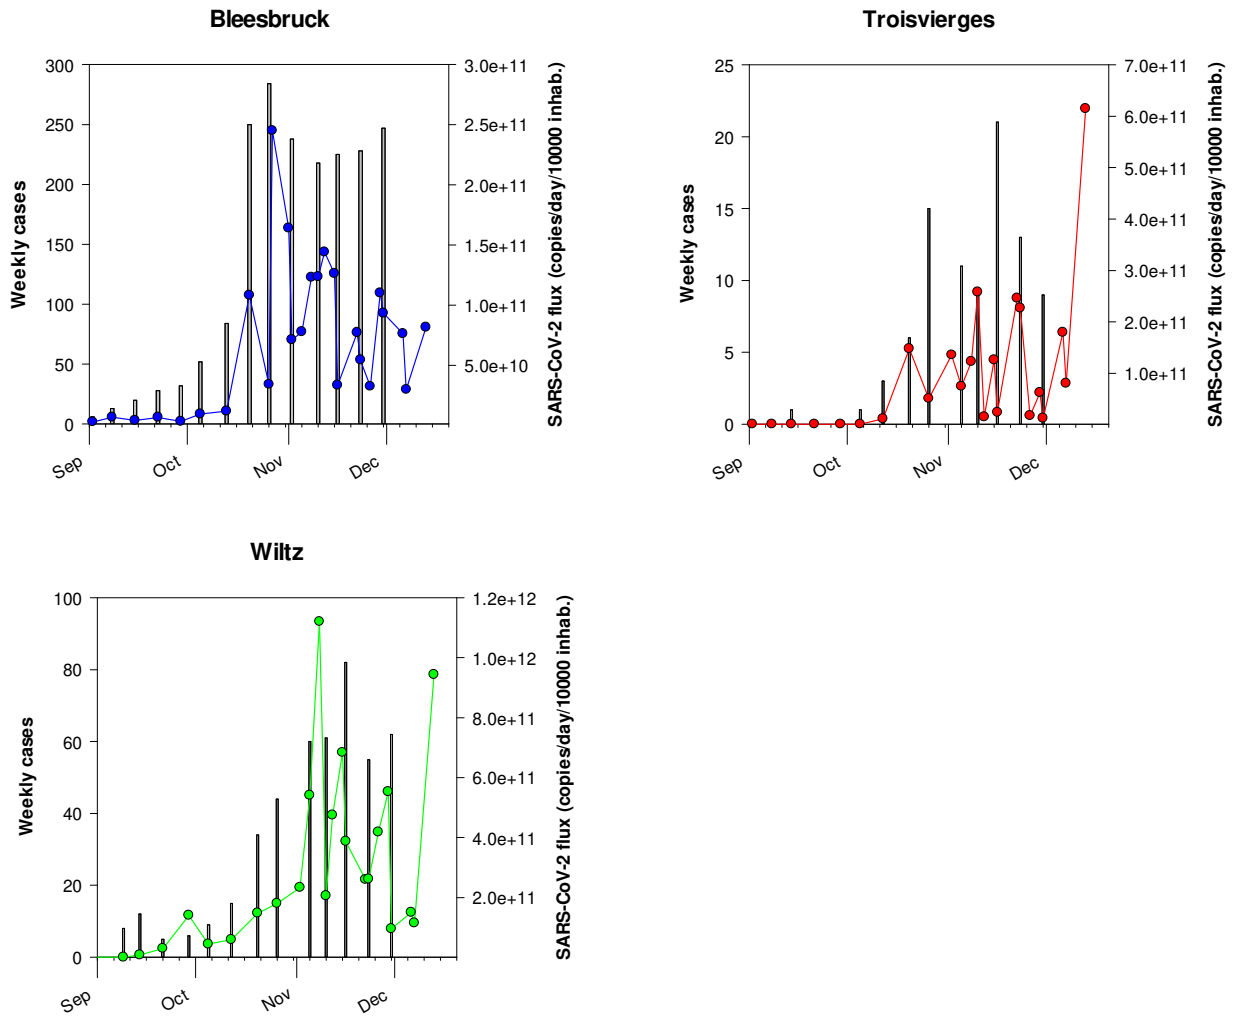 Bleesbruck
300
250
200
150
100
50
0
Weekly cases
3.0e+11
2.5e+11
2.0e+11
1.5e+11
1.0e+11
5.0e+10
SARS-CoV-2 flux (copies/day/10000 inhab.)
Sep
Oct
Nov
Dec
Troisvierges
25
20
15
10
5
0
Weekly cases
7.0e+11
6.0e+11
5.0e+11
4.0e+11
3.0e+11
2.0e+11
1.0e+11
SARS-CoV-2 flux (copies/day/10000 inhab.)
Sep
Oct
Nov
Dec
Wiltz
100
80
60
40
20
0
Weekly cases
1.2e+12
1.0e+12
8.0e+11
6.0e+11
4.0e+11
2.0e+11
SARS-CoV-2 flux (copies/day/10000 inhab.)
Sep
Oct
Nov
Dec